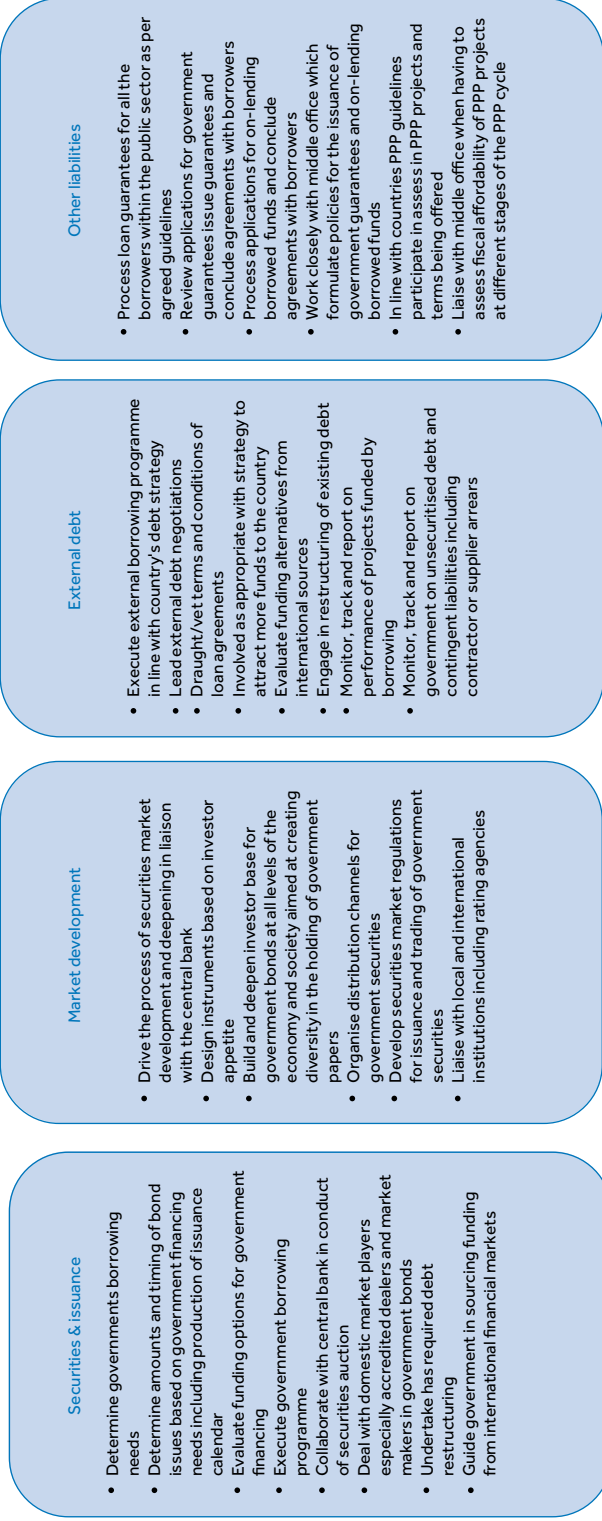 Securities & issuance
• Determine governments borrowing
needs
• Determine amounts and timing of bond
issues based on government financing
needs including production of issuance
calendar
• Evaluate funding options for government
financing
• Execute government borrowing
programme
• Collaborate with central bank in conduct
of securities auction
• Deal with domestic market players
especially accredited dealers and market
makers in government bonds
• Undertake has required debt
restructuring
• Guide government in sourcing funding
from international financial markets
Market development
• Drive the process of securities market
development and deepening in liaison
with the central bank
• Design instruments based on investor
appetite
• Build and deepen investor base for
government bonds at all levels of the
economy and society aimed at creating
diversity in the holding of government
papers
• Organise distribution channels for
government securities
• Develop securities market regulations
for issuance and trading of government
securities
• Liaise with local and international
institutions including rating agencies
External debt
• Execute external borrowing programme
in line with country's debt strategy
• Lead external debt negotiations
• Draught/vet terms and conditions of
loan agreements
• Involved as appropriate with strategy to
attract more funds to the country
• Evaluate funding alternatives from
international sources
• Engage in restructuring of existing debt
• Monitor, track and report on
performance of projects funded by
borrowing
• Monitor, track and report on
government on unsecuritised debt and
contingent liabilities including
contractor or supplier arrears
Other liabilities
• Process loan guarantees for all the
borrowers within the public sector as per
agreed guidelines
• Review applications for government
guarantees issue guarantees and
conclude agreements with borrowers
• Process applications for on-lending
borrowed funds and conclude
agreements with borrowers
• Work closely with middle office which
formulate policies for the issuance of
government guarantees and on-lending
borrowed funds
• In line with countries PPP guidelines
participate in assess in PPP projects and
terms being offered
• Liaise with middle office when having to
assess fiscal affordability of PPP projects
at different stages of the PPP cycle